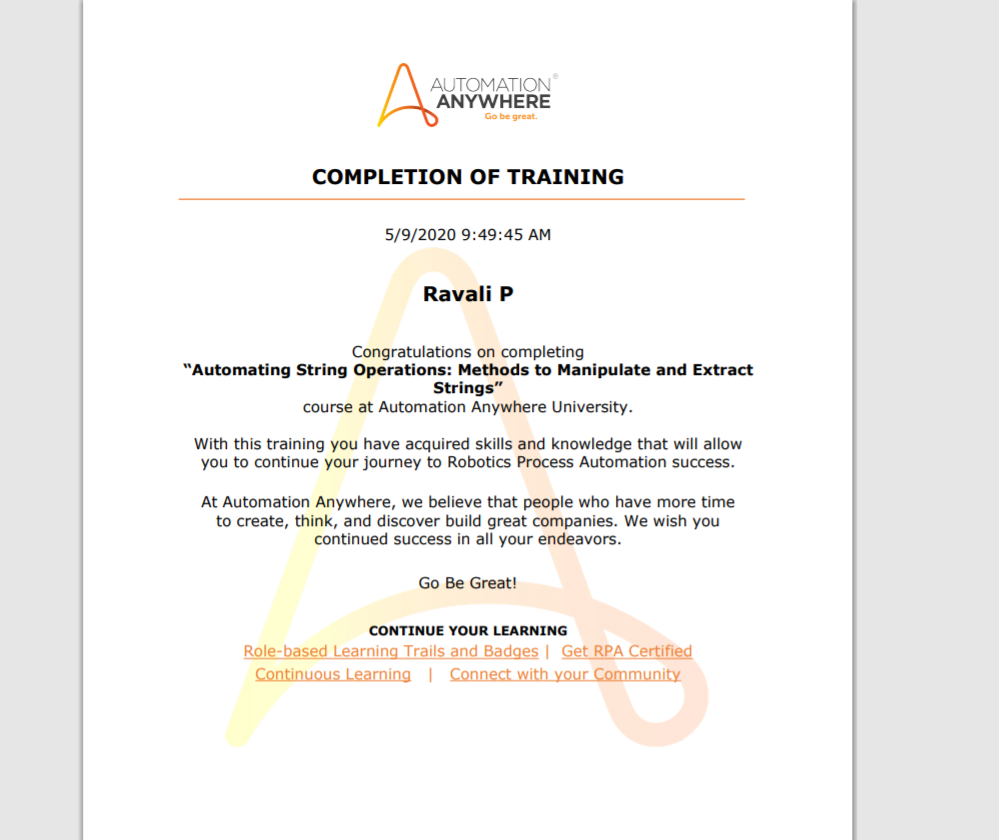 AUTOMATION®
ANYWHERE
Go be great.
COMPLETION OF TRAINING
5/9/2020 9:49:45 AM
Ravali P
Congratulations on completing
“Automating String Operations: Methods to Manipulate and Extract
Strings”
course at Automation Anywhere University.
With this training you have acquired skills and knowledge that will allow
you to continue your journey to Robotics Process Automation success.
At Automation Anywhere, we believe that people who have more time
to create, think, and discover build great companies. We wish you
continued success in all your endeavors.
Go Be Great!
CONTINUE YOUR LEARNING
Role-based Learning Trails and Badges | Get RPA Certified
Continuous Learning | Connect with your Community